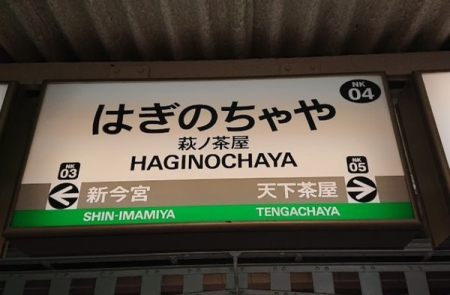 NK
04
はぎのちゃや
萩ノ茶屋
HAGINOCHAYA
NK
03
新今宮
SHIN-IMAMIYA
NK
05
天下茶屋
TENGACHAYA